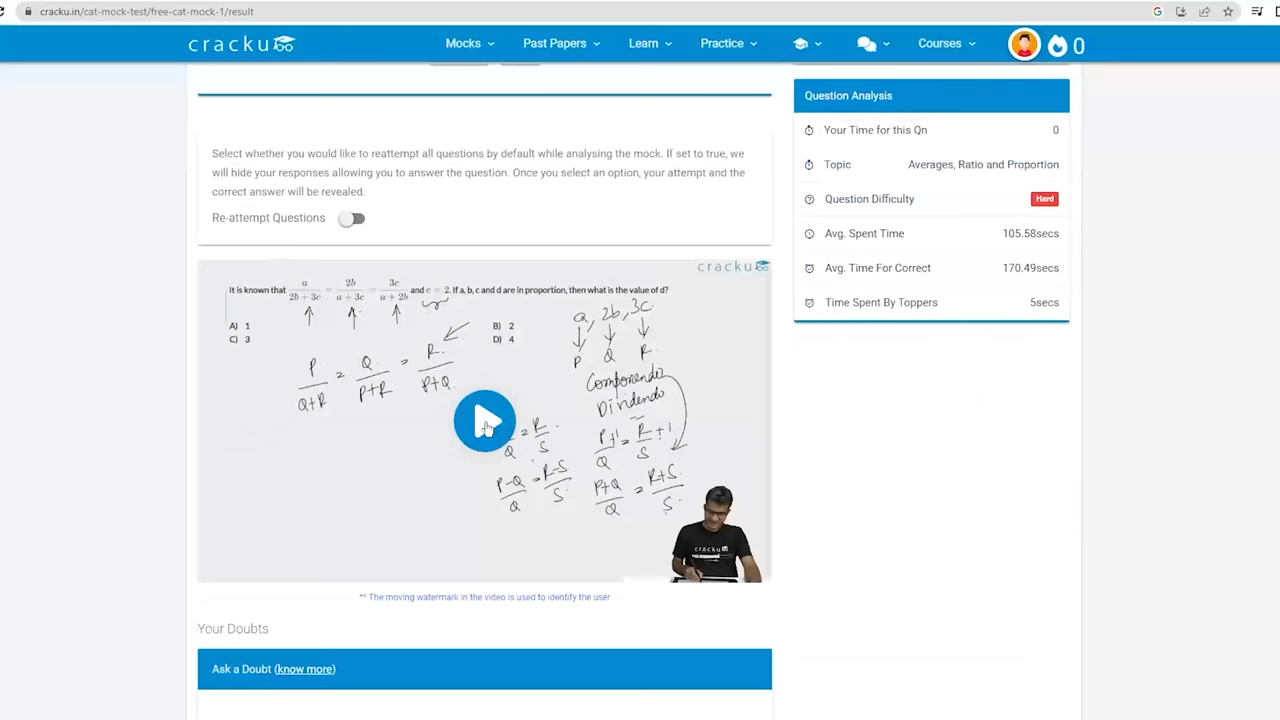 cracku.in/cat-mock-test/free-cat-mock-1/result
cracku
Mocks
Past Papers
Learn
Practice
Courses
0
Question Analysis
Your Time for this Qn 0
Topic Averages, Ratio and Proportion
Question Difficulty Hard
Avg. Spent Time 105.58secs
Avg. Time For Correct 170.49secs
Time Spent By Toppers 5secs
Select whether you would like to reattempt all questions by default while analysing the mock. If set to true, we
will hide your responses allowing you to answer the question. Once you select an option, your attempt and the
correct answer will be revealed.
Re-attempt Questions
cracku
It is known that a/(2b + 3c) = 2b/(a + 3c) = 3c/(a + 2b) and c = 2. If a, b, c and d are in proportion, then what is the value of d?
A) 1
B) 2
C) 3
D) 4
a, 2b, 3c
P Q R
P/(Q+R) = Q/(P+R) = R/(P+Q)
Componendo
Dividendo
P/Q +1 = R/S +1
(P-Q)/Q = (R-S)/S
(P+Q)/Q = (R+S)/S
cracku
** The moving watermark in the video is used to identify the user
Your Doubts
Ask a Doubt (know more)